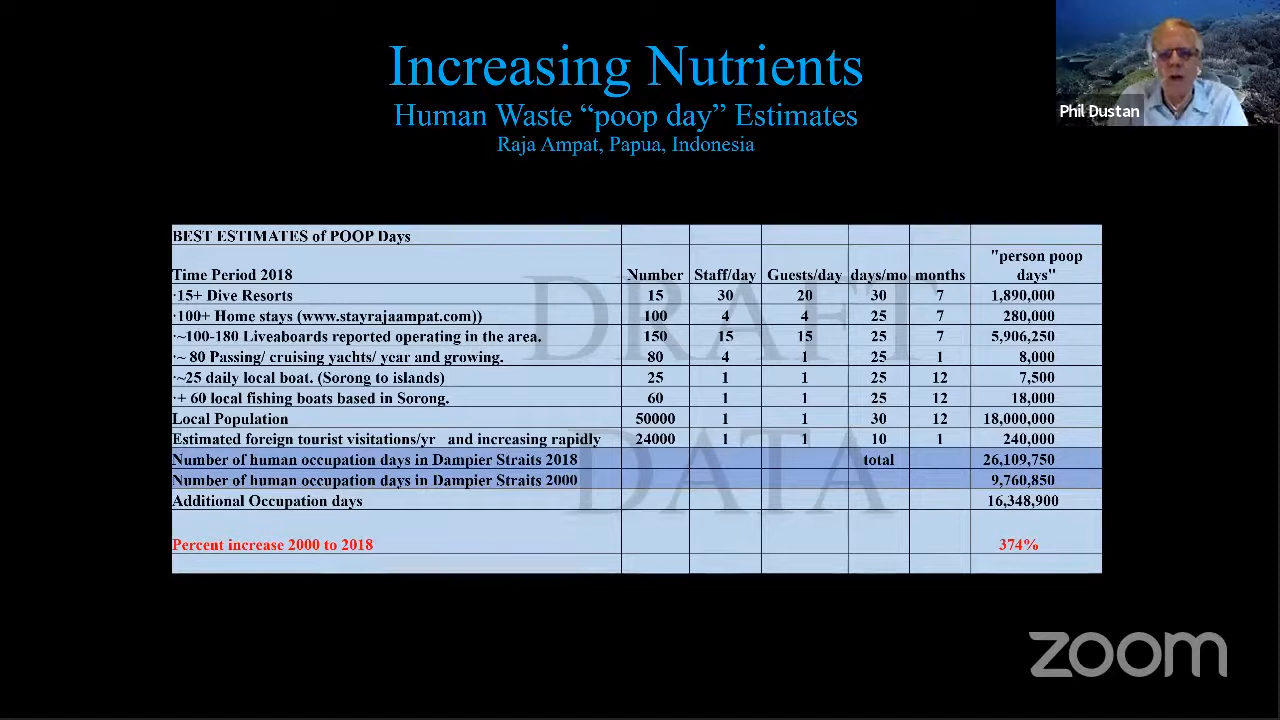 Increasing Nutrients
Human Waste “poop day” Estimates
Raja Ampat, Papua, Indonesia
Phil Dustan
BEST ESTIMATES of POOP Days
Time Period 2018 Number Staff/day Guests/day days/mo months "person poop days"
·15+ Dive Resorts 15 30 20 30 7 1,890,000
·100+ Home stays (www.stayrajaampat.com)) 100 4 4 25 7 280,000
·~100-180 Liveaboards reported operating in the area. 150 15 15 25 7 5,906,250
·~ 80 Passing/ cruising yachts/ year and growing. 80 4 1 25 1 8,000
·~25 daily local boat. (Sorong to islands) 25 1 1 25 12 7,500
·+ 60 local fishing boats based in Sorong. 60 1 1 25 12 18,000
Local Population 50000 1 1 30 12 18,000,000
Estimated foreign tourist visitations/yr and increasing rapidly 24000 1 1 10 1 240,000
Number of human occupation days in Dampier Straits 2018 total 26,109,750
Number of human occupation days in Dampier Straits 2000 9,760,850
Additional Occupation days 16,348,900
Percent increase 2000 to 2018 374%
DRAFT
DATA
zoom